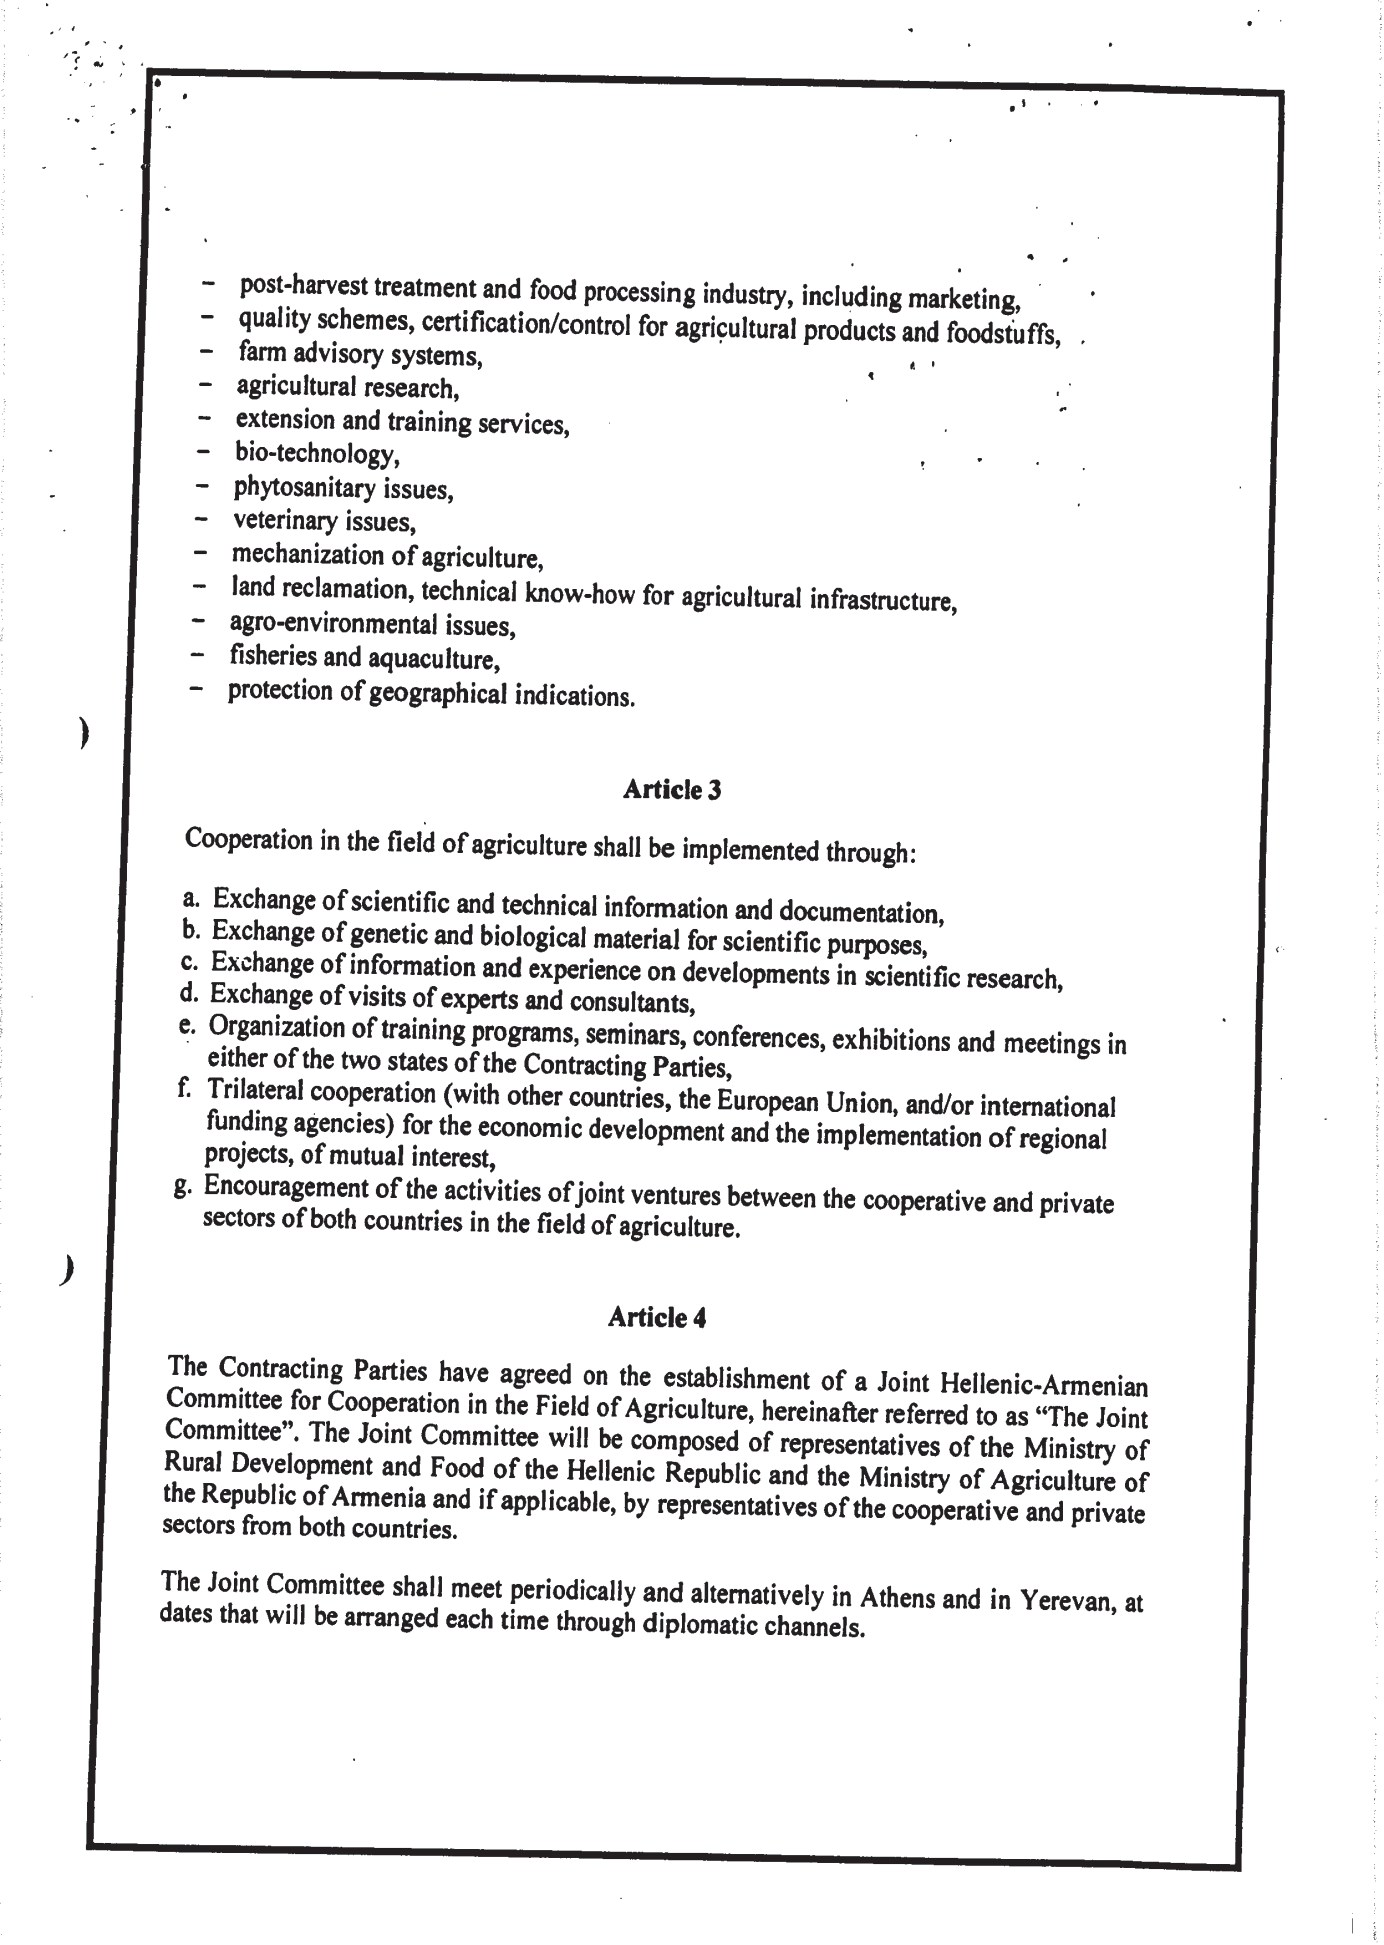 – post-harvest treatment and food processing industry, including marketing,
– quality schemes, certification/control for agricultural products and foodstuffs,
– farm advisory systems,
– agricultural research,
– extension and training services,
– bio-technology,
– phytosanitary issues,
– veterinary issues,
– mechanization of agriculture,
– land reclamation, technical know-how for agricultural infrastructure,
– agro-environmental issues,
– fisheries and aquaculture,
– protection of geographical indications.
Article 3
Cooperation in the field of agriculture shall be implemented through:
a. Exchange of scientific and technical information and documentation,
b. Exchange of genetic and biological material for scientific purposes,
c. Exchange of information and experience on developments in scientific research,
d. Exchange of visits of experts and consultants,
e. Organization of training programs, seminars, conferences, exhibitions and meetings in
either of the two states of the Contracting Parties,
f. Trilateral cooperation (with other countries, the European Union, and/or international
funding agencies) for the economic development and the implementation of regional
projects, of mutual interest,
g. Encouragement of the activities of joint ventures between the cooperative and private
sectors of both countries in the field of agriculture.
Article 4
The Contracting Parties have agreed on the establishment of a Joint Hellenic-Armenian
Committee for Cooperation in the Field of Agriculture, hereinafter referred to as “The Joint
Committee”. The Joint Committee will be composed of representatives of the Ministry of
Rural Development and Food of the Hellenic Republic and the Ministry of Agriculture of
the Republic of Armenia and if applicable, by representatives of the cooperative and private
sectors from both countries.
The Joint Committee shall meet periodically and alternatively in Athens and in Yerevan, at
dates that will be arranged each time through diplomatic channels.